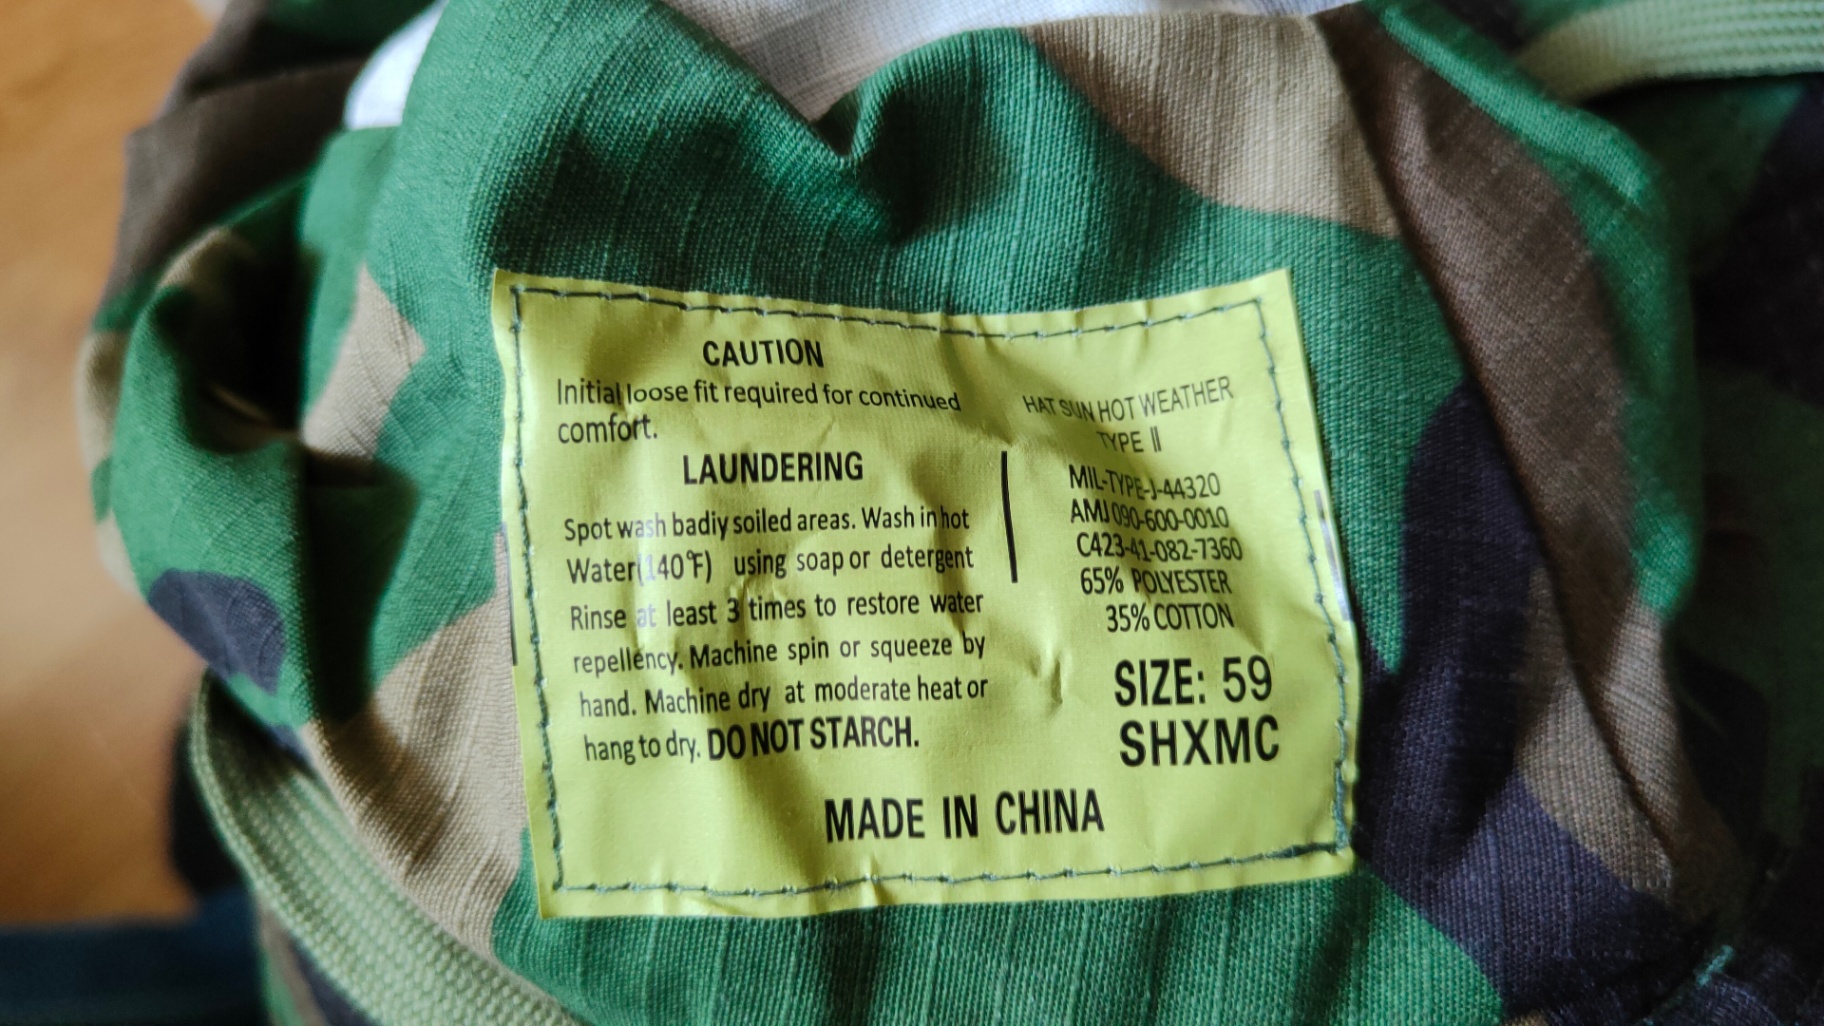 CAUTION
Initial loose fit required for continued
comfort.
LAUNDERING
Spot wash badiy soiled areas. Wash in hot
Water(140°F) using soap or detergent
Rinse at least 3 times to restore water
repellency. Machine spin or squeeze by
hand. Machine dry at moderate heat or
hang to dry. DO NOT STARCH.
HAT SUN HOT WEATHER
TYPE II
MIL-TYPE-J-44320
AMJ 090-600-0010
C423-41-082-7360
65% POLYESTER
35% COTTON
SIZE: 59
SHXMC
MADE IN CHINA